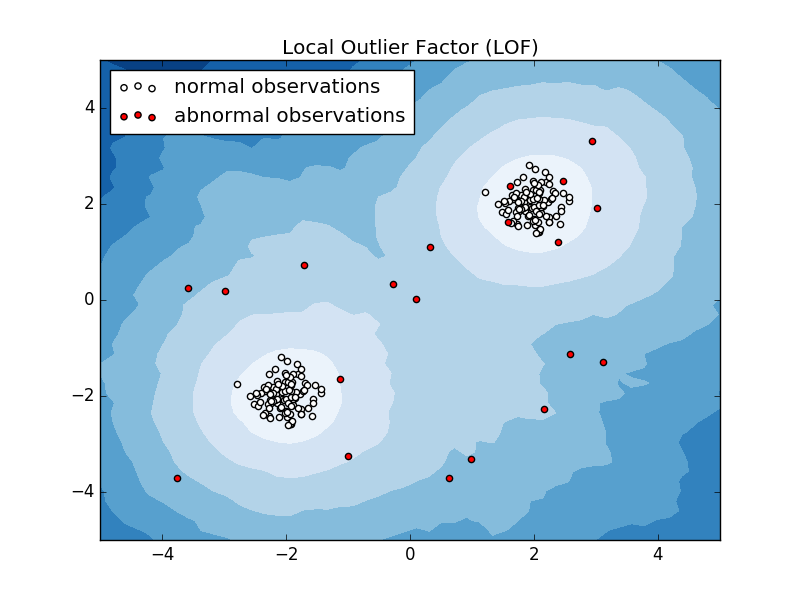 Local Outlier Factor (LOF)
normal observations
abnormal observations
4
2
0
−2
−4
−4 −2 0 2 4